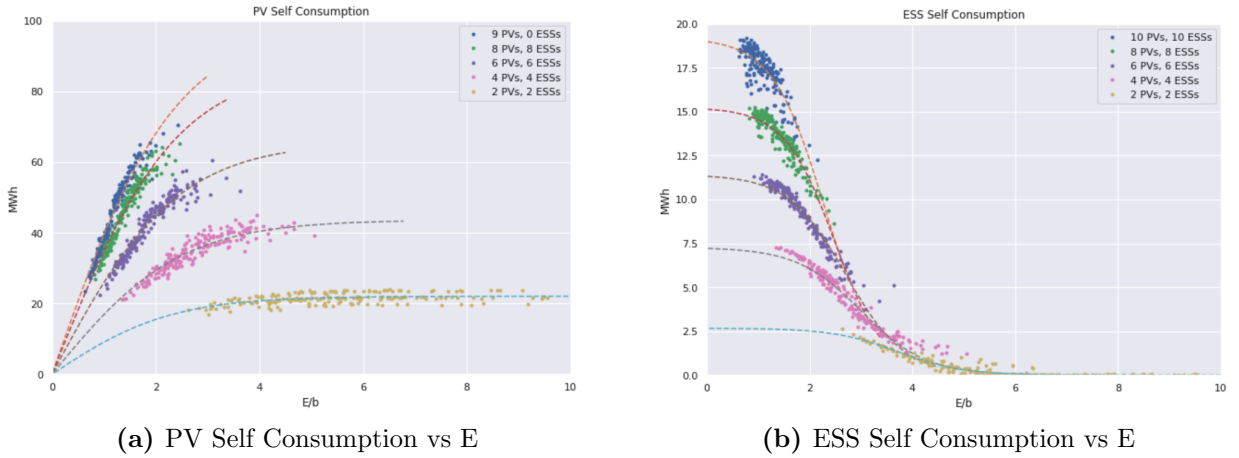 PV Self Consumption
100
80
60
40
20
0
MWh
9 PVs, 0 ESSs
8 PVs, 8 ESSs
6 PVs, 6 ESSs
4 PVs, 4 ESSs
2 PVs, 2 ESSs
0 2 4 6 8 10
E/b
(a) PV Self Consumption vs E
ESS Self Consumption
20.0
17.5
15.0
12.5
10.0
7.5
5.0
2.5
0.0
MWh
10 PVs, 10 ESSs
8 PVs, 8 ESSs
6 PVs, 6 ESSs
4 PVs, 4 ESSs
2 PVs, 2 ESSs
0 2 4 6 8 10
E/b
(b) ESS Self Consumption vs E